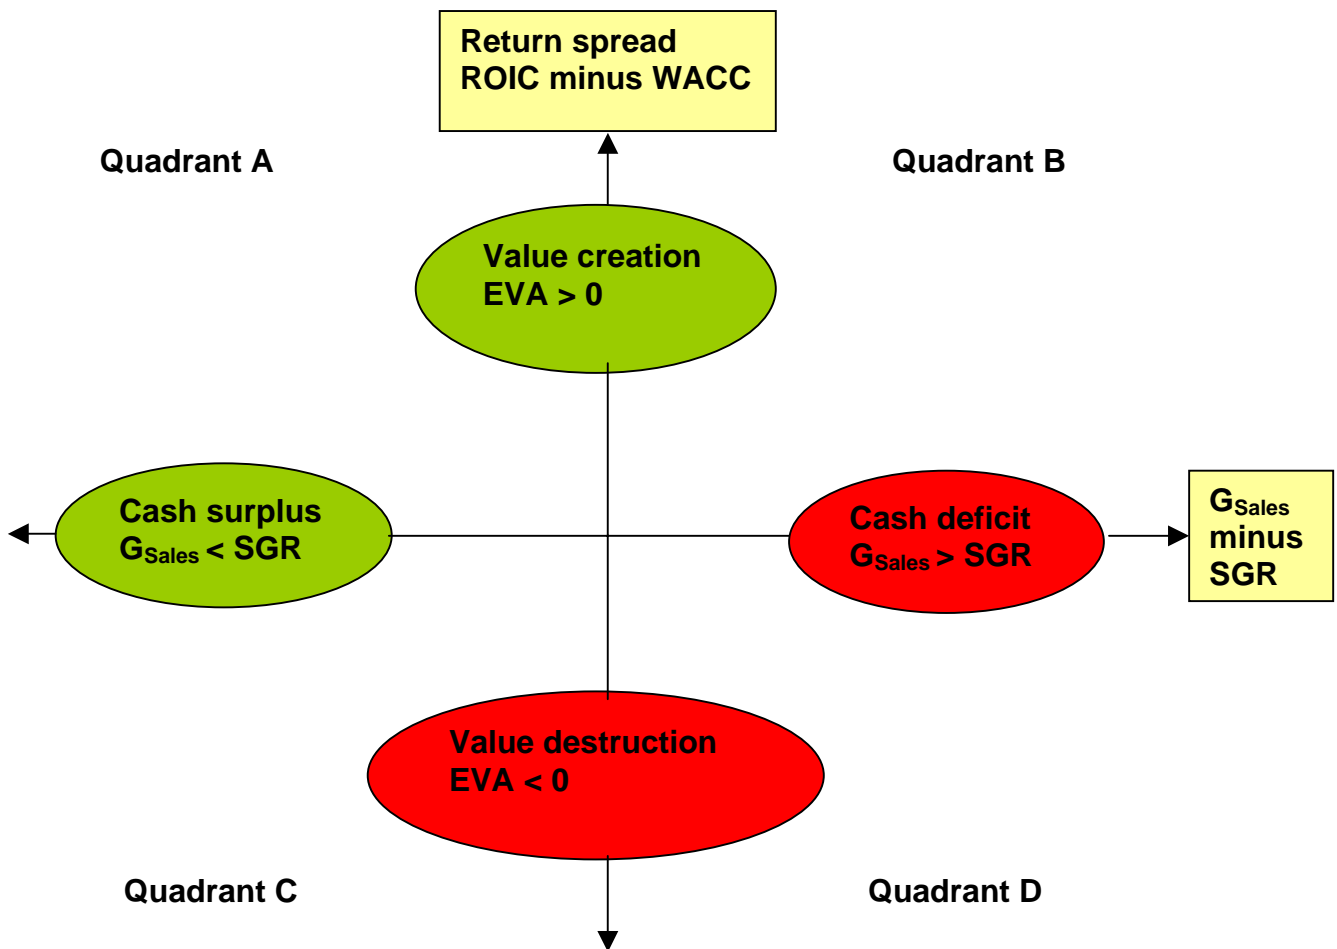 Return spread
ROIC minus WACC
Quadrant A
Quadrant B
Value creation
EVA > 0
Cash surplus
GSales < SGR
Cash deficit
GSales > SGR
GSales
minus
SGR
Value destruction
EVA < 0
Quadrant C
Quadrant D